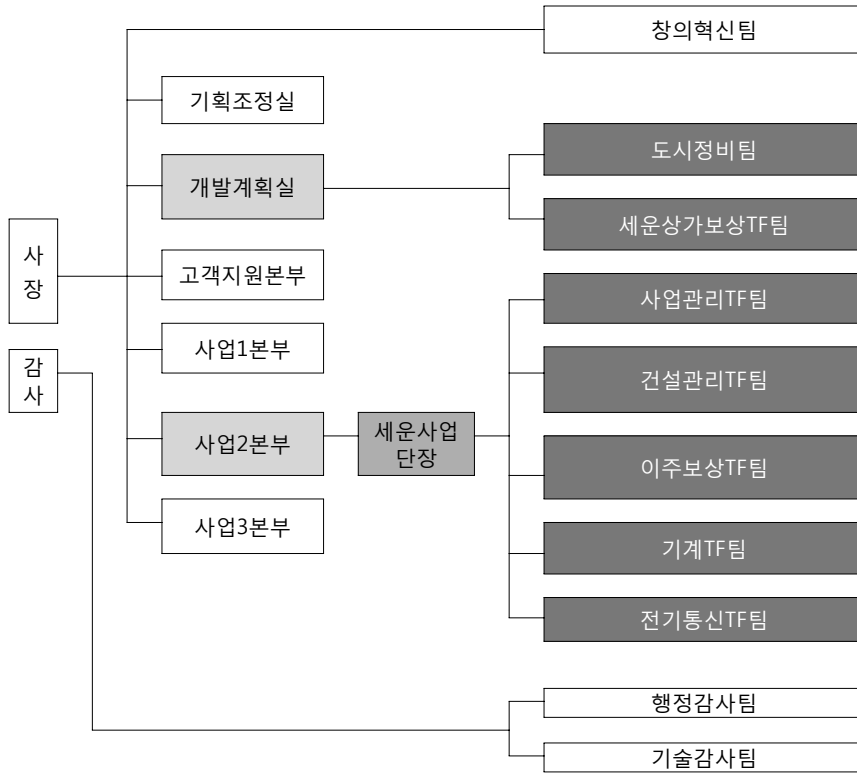 창의혁신팀
기획조정실
도시정비팀
개발계획실
세운상가보상TF팀
사
장
고객지원본부
사업관리TF팀
사업1본부
감
사
건설관리TF팀
사업2본부
세운사업
단장
이주보상TF팀
사업3본부
기계TF팀
전기통신TF팀
행정감사팀
기술감사팀